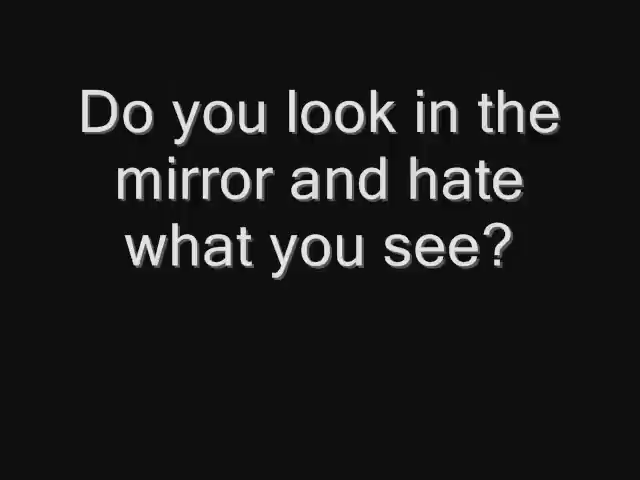 Do you look in the
mirror and hate
what you see?